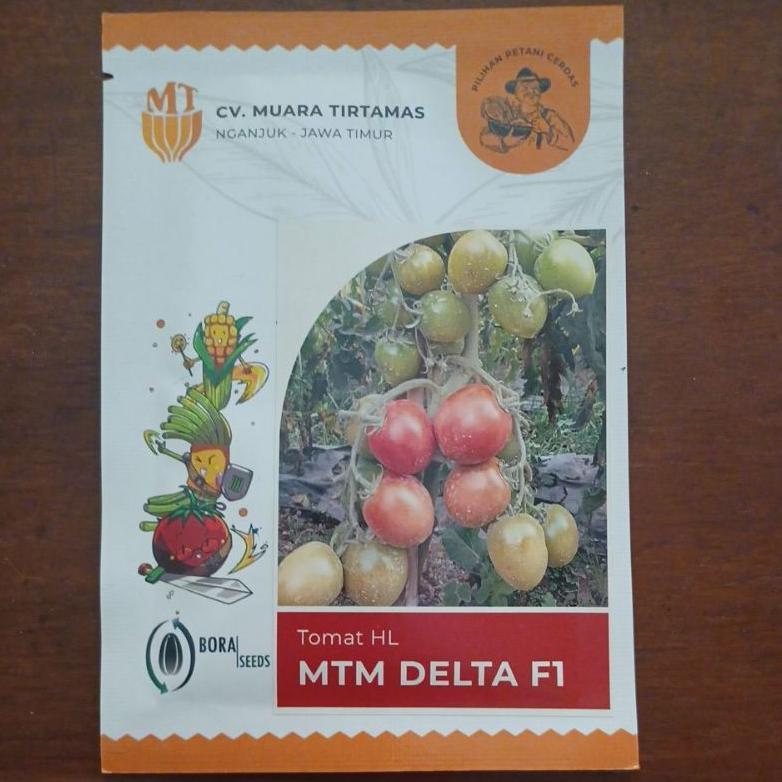 MT
CV. MUARA TIRTAMAS
NGANJUK - JAWA TIMUR
PILIHAN PETANI CERDAS
BORA
SEEDS
Tomat HL
MTM DELTA F1